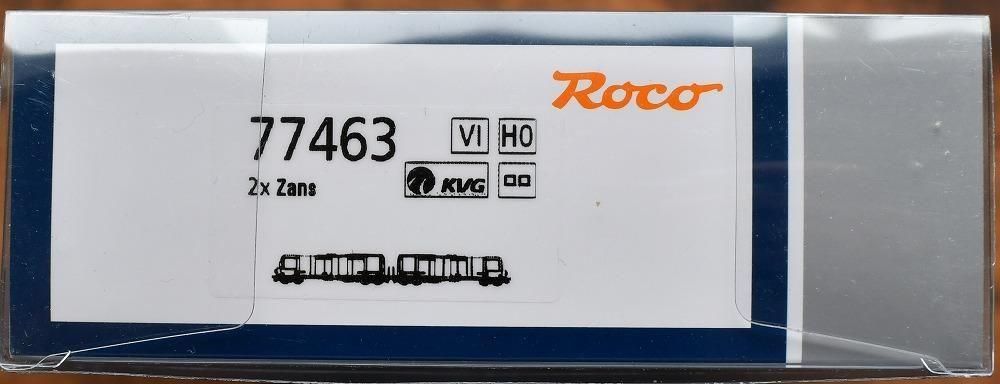 Roco
77463 VI H0
2x Zans KVG